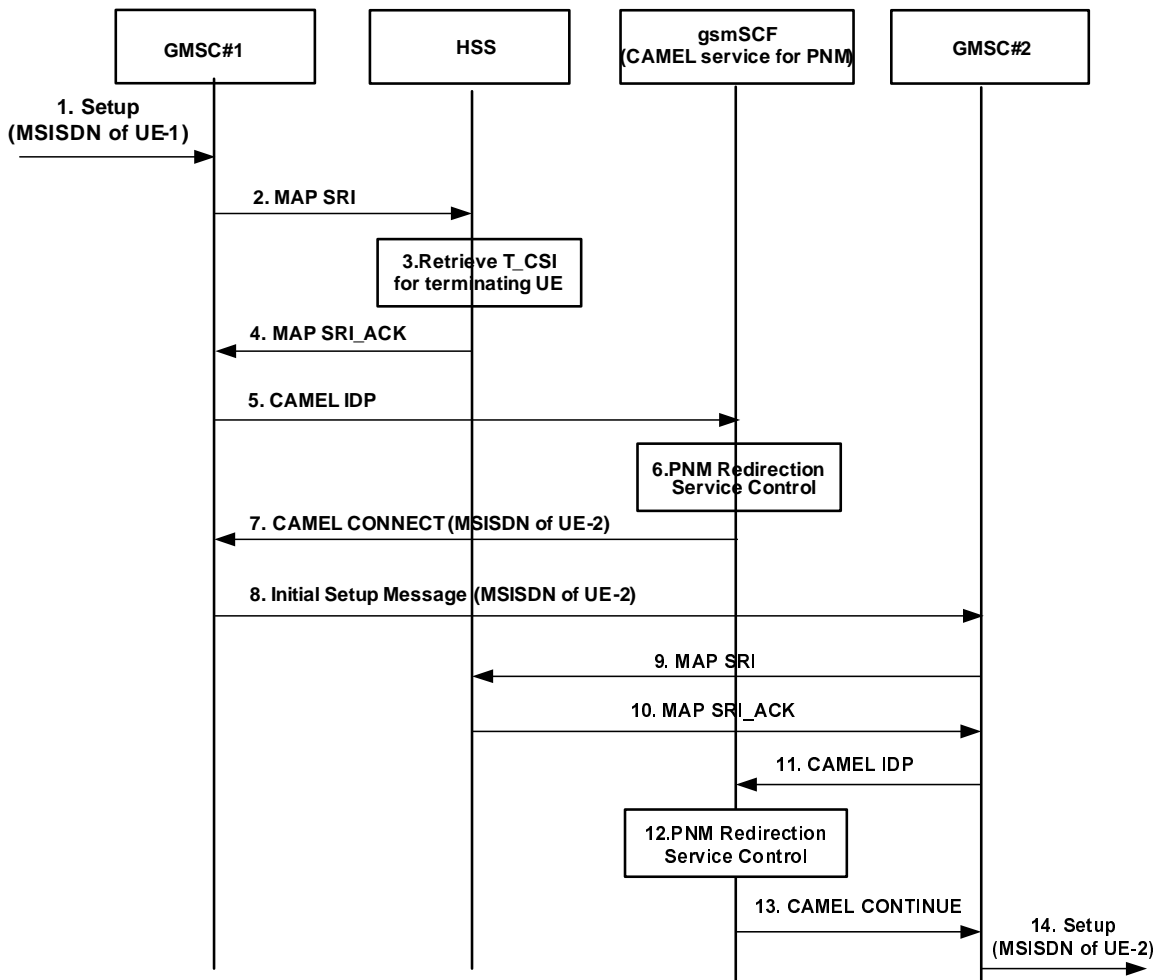 GMSC#1
HSS
gsmSCF
(CAMEL service for PNM)
GMSC#2
1. Setup
(MSISDN of UE-1)
2. MAP SRI
3.Retrieve T_CSI
for terminating UE
4. MAP SRI_ACK
5. CAMEL IDP
6.PNM Redirection
Service Control
7. CAMEL CONNECT (MSISDN of UE-2)
8. Initial Setup Message (MSISDN of UE-2)
9. MAP SRI
10. MAP SRI_ACK
11. CAMEL IDP
12.PNM Redirection
Service Control
13. CAMEL CONTINUE
14. Setup
(MSISDN of UE-2)